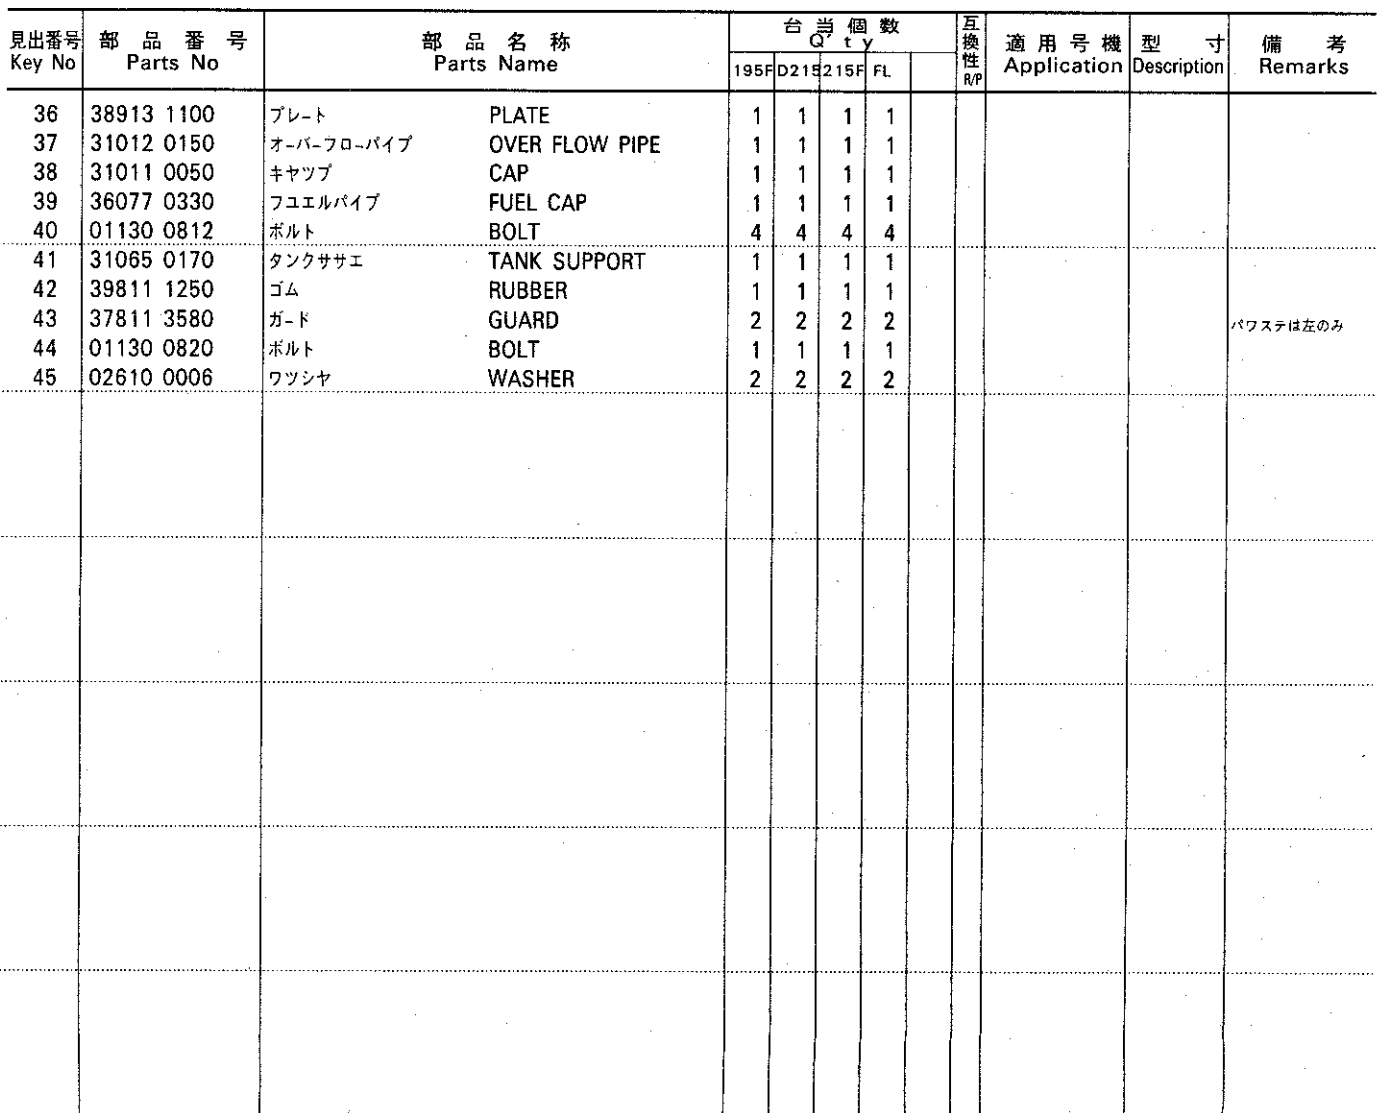 見出番号 部品番号 部品名称 台当個数 互換性 適用号機 型寸 備考
Key No Parts No Parts Name Q'ty R/P Application Description Remarks
195F D215 215F FL
36 38913 1100 プレート PLATE 1 1 1 1
37 31012 0150 オーバーフローパイプ OVER FLOW PIPE 1 1 1 1
38 31011 0050 キヤツプ CAP 1 1 1 1
39 36077 0330 フユエルパイプ FUEL CAP 1 1 1 1
40 01130 0812 ボルト BOLT 4 4 4 4
41 31065 0170 タンクササエ TANK SUPPORT 1 1 1 1
42 39811 1250 ゴム RUBBER 1 1 1 1
43 37811 3580 ガード GUARD 2 2 2 2 パワステは左のみ
44 01130 0820 ボルト BOLT 1 1 1 1
45 02610 0006 ワツシヤ WASHER 2 2 2 2